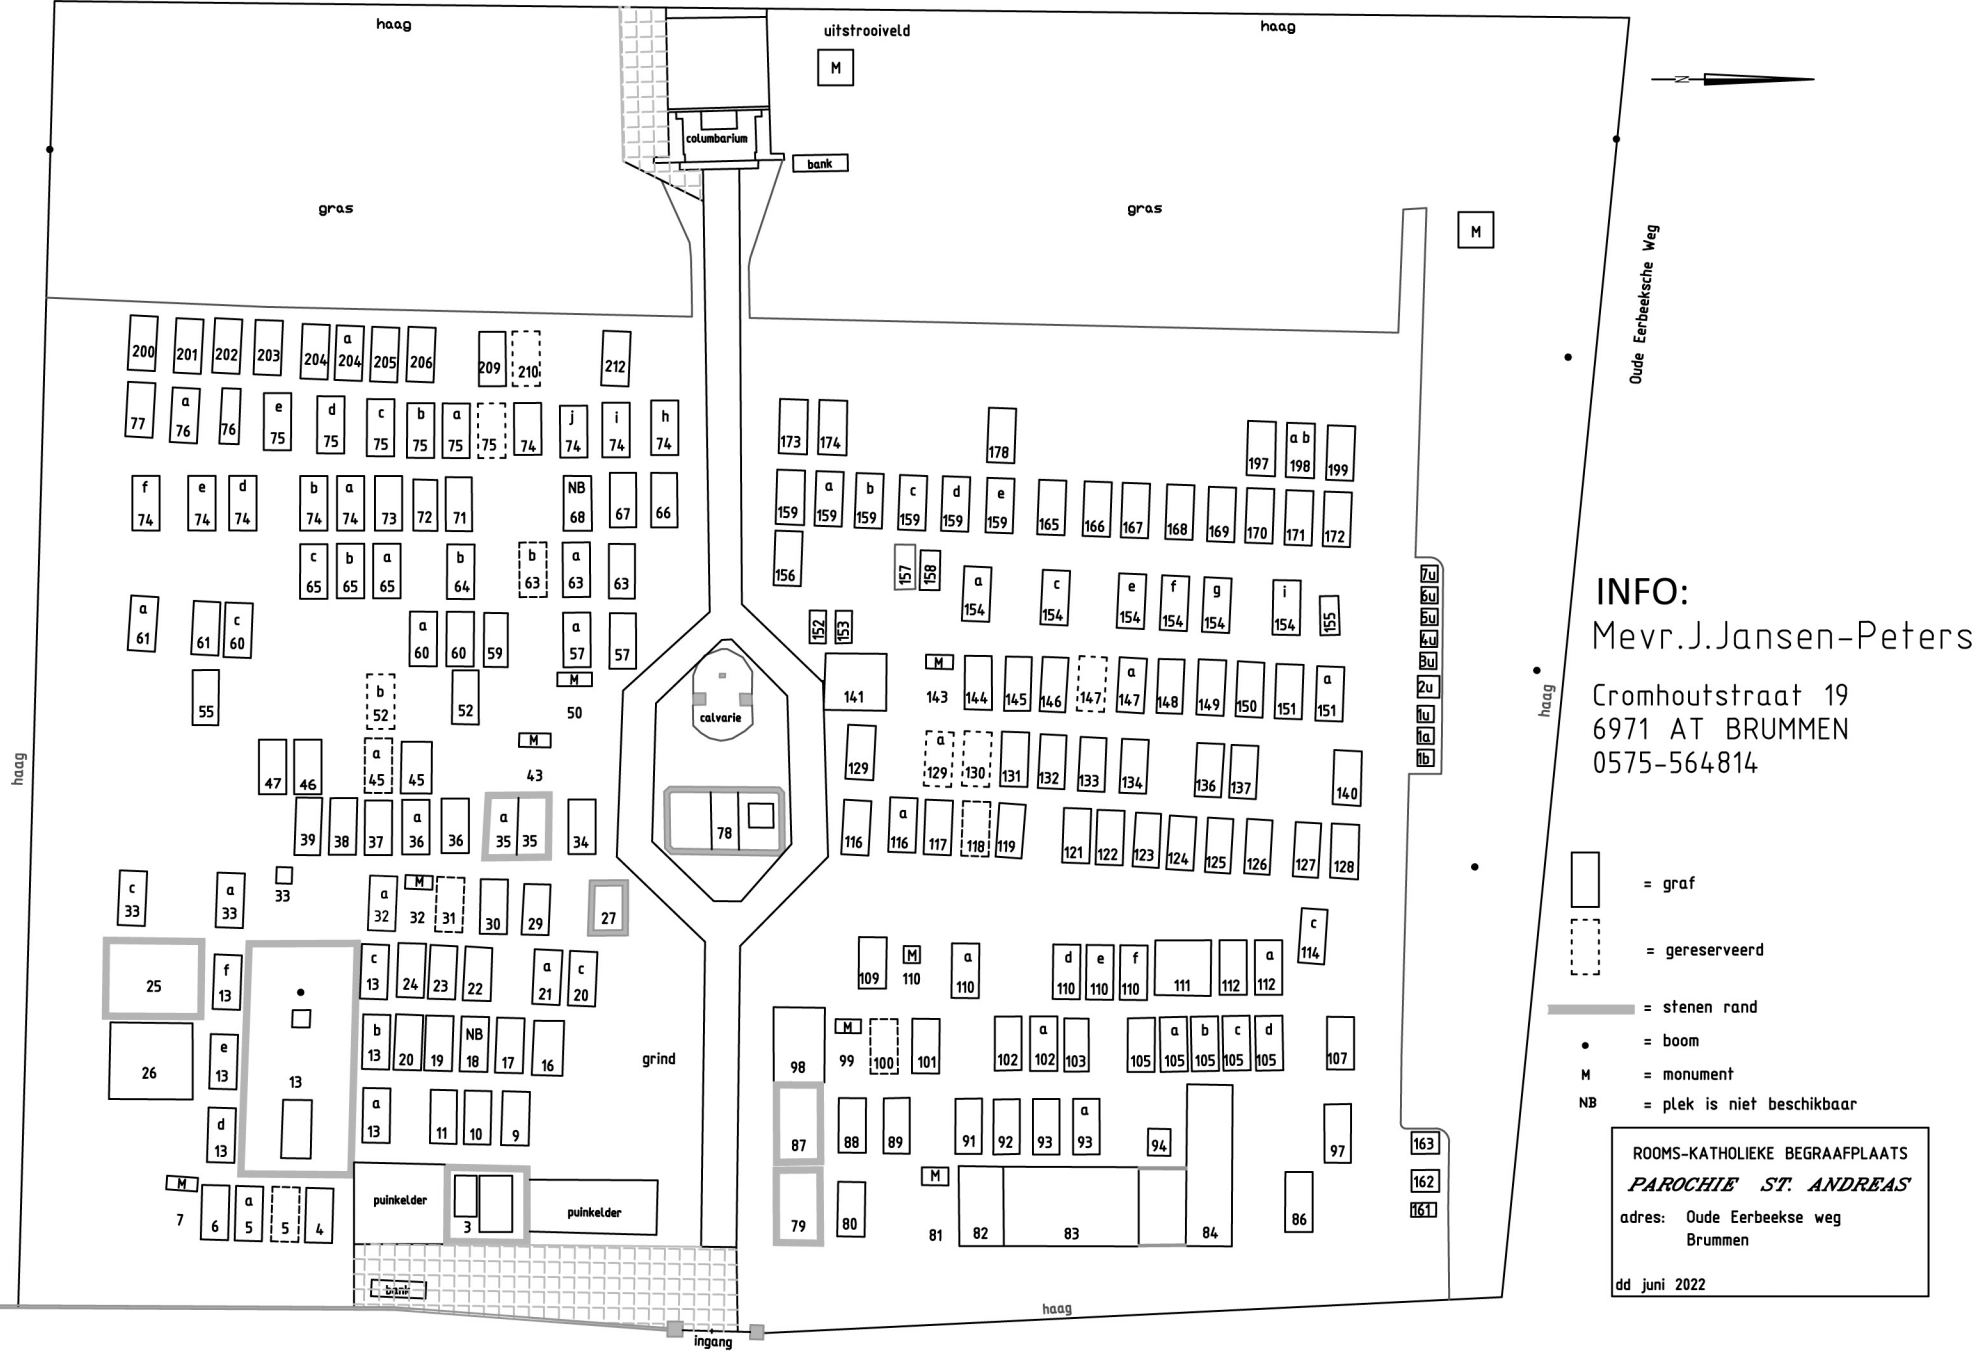 haag
haag
uitstrooiveld
M
N
columbarium
bank
gras
gras
M
Oude Eerbeeksche Weg
200 201 202 203 204 a 204 205 206 209 210 212
77 a 76 76 e 75 d 75 c 75 b 75 a 75 75 74 j 74 i 74 h 74
173 174 178 197 a b 198 199
f 74 e 74 d 74 b 74 a 74 73 72 71 NB 68 67 66
159 a 159 b 159 c 159 d 159 e 159 165 166 167 168 169 170 171 172
c 65 b 65 a 65 b 64 b 63 a 63 63
156 157 158 a 154 c 154 e 154 f 154 g 154 i 154 155
7u
6u
5u
4u
3u
2u
1u
1a
1b
a 61 61 c 60 a 60 60 59 a 57 57
152 153
55 b 52 52 M 50
calvarie
141 M 143 144 145 146 147 a 147 148 149 150 151 a 151
haag
haag
47 46 a 45 45 M 43
129 a 129 130 131 132 133 134 136 137 140
39 38 37 a 36 36 a 35 35 34
78
116 a 116 117 118 119 121 122 123 124 125 126 127 128
c 33 a 33 33 a 32 M 32 31 30 29 27
c 114
25 f 13 c 13 24 23 22 a 21 c 20
109 M 110 a 110 d 110 e 110 f 110 111 112 a 112
26 e 13 13 b 13 20 19 NB 18 17 16
grind
98 M 99 100 101 102 a 102 103 105 a 105 b 105 c 105 d 105 107
d 13 a 13 11 10 9
87 88 89 91 92 93 a 93 94 97
163
162
161
M 7 6 a 5 5 4
puinkelder
3
puinkelder
79 80 M 81 82 83 84 86
bank
haag
ingang
INFO:
Mevr.J.Jansen-Peters
Cromhoutstraat 19
6971 AT BRUMMEN
0575-564814
= graf
= gereserveerd
= stenen rand
= boom
M = monument
NB = plek is niet beschikbaar
ROOMS-KATHOLIEKE BEGRAAFPLAATS
PAROCHIE ST. ANDREAS
adres: Oude Eerbeekse weg
Brummen
dd juni 2022